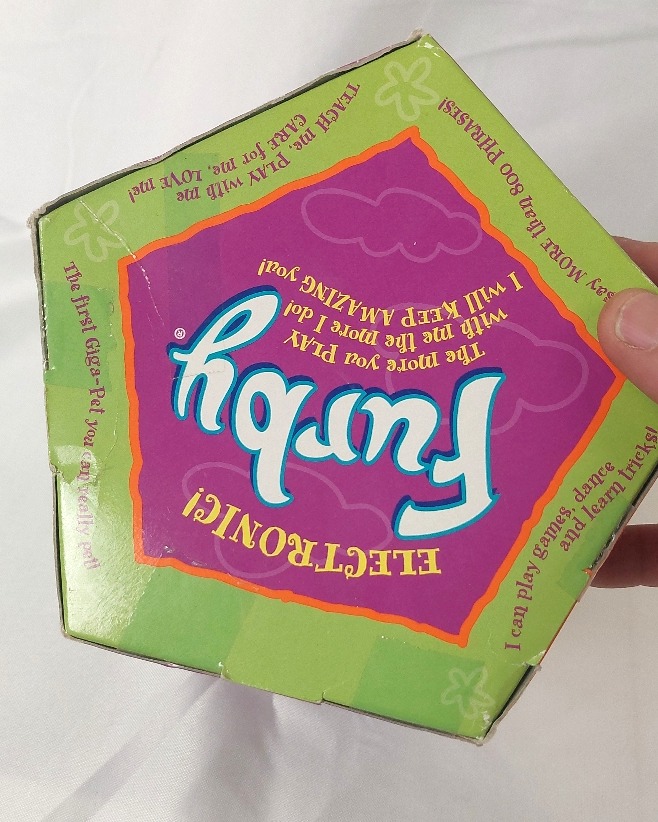 ELECTRONIC!
Furby®
The more you PLAY
with me the more I do!
I will KEEP AMAZING you!
I can play games, dance
and learn tricks!
say MORE than 800 PHRASES!
TEACH me, PLAY with me
CARE for me, LOVE me!
The first Giga-Pet you can really pet!